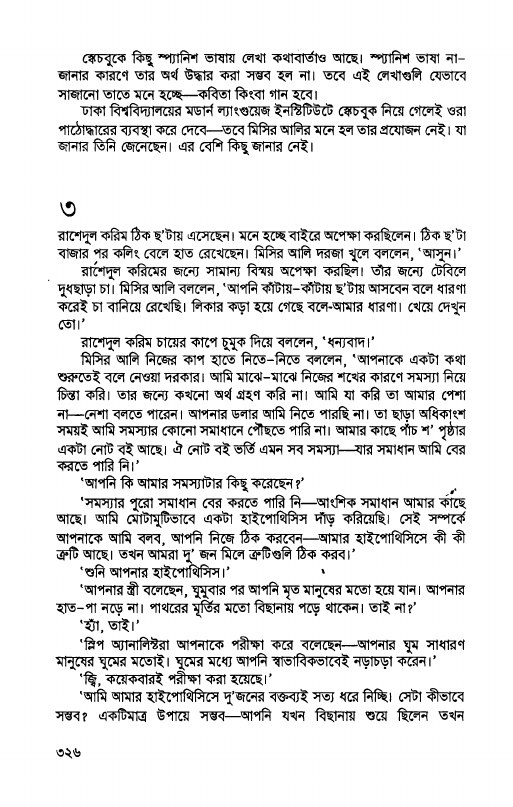 স্কেচবুকে কিছু স্প্যানিশ ভাষায় লেখা কথাবার্তাও আছে। স্প্যানিশ ভাষা না-
জানার কারণে তার অর্থ উদ্ধার করা সম্ভব হল না। তবে এই লেখাগুলি যেভাবে
সাজানো তাতে মনে হচ্ছে—কবিতা কিংবা গান হবে।
ঢাকা বিশ্ববিদ্যালয়ের মডার্ন ল্যাংগুয়েজ ইনস্টিটিউটে স্কেচবুক নিয়ে গেলেই ওরা
পাঠোদ্ধারের ব্যবস্থা করে দেবে—তবে মিসির আলির মনে হল তার প্রয়োজন নেই। যা
জানার তিনি জেনেছেন। এর বেশি কিছু জানার নেই।
৩
রাশেদুল করিম ঠিক ছ'টায় এসেছেন। মনে হচ্ছে বাইরে অপেক্ষা করছিলেন। ঠিক ছ'টা
বাজার পর কলিং বেলে হাত রেখেছেন। মিসির আলি দরজা খুলে বললেন, 'আসুন।'
রাশেদুল করিমের জন্যে সামান্য বিস্ময় অপেক্ষা করছিল। তাঁর জন্যে টেবিলে
দুধছাড়া চা। মিসির আলি বললেন, 'আপনি কাঁটায়-কাঁটায় ছ'টায় আসবেন বলে ধারণা
করেই চা বানিয়ে রেখেছি। লিকার কড়া হয়ে গেছে বলে-আমার ধারণা। খেয়ে দেখুন
তো।'
রাশেদুল করিম চায়ের কাপে চুমুক দিয়ে বললেন, 'ধন্যবাদ।'
মিসির আলি নিজের কাপ হাতে নিতে-নিতে বললেন, 'আপনাকে একটা কথা
শুরুতেই বলে নেওয়া দরকার। আমি মাঝে-মাঝে নিজের শখের কারণে সমস্যা নিয়ে
চিন্তা করি। তার জন্যে কখনো অর্থ গ্রহণ করি না। আমি যা করি তা আমার পেশা
না—নেশা বলতে পারেন। আপনার ডলার আমি নিতে পারছি না। তা ছাড়া অধিকাংশ
সময়ই আমি সমস্যার কোনো সমাধানে পৌঁছতে পারি না। আমার কাছে পাঁচ শ' পৃষ্ঠার
একটা নোট বই আছে। ঐ নোট বই ভর্তি এমন সব সমস্যা—যার সমাধান আমি বের
করতে পারি নি।'
'আপনি কি আমার সমস্যাটার কিছু করেছেন?'
'সমস্যার পুরো সমাধান বের করতে পারি নি—আংশিক সমাধান আমার কাছে
আছে। আমি মোটামুটিভাবে একটা হাইপোথিসিস দাঁড় করিয়েছি। সেই সম্পর্কে
আপনাকে আমি বলব, আপনি নিজে ঠিক করবেন—আমার হাইপোথিসিসে কী কী
ত্রুটি আছে। তখন আমরা দু' জন মিলে ত্রুটিগুলি ঠিক করব।'
'শুনি আপনার হাইপোথিসিস।'
'আপনার স্ত্রী বলেছেন, ঘুমুবার পর আপনি মৃত মানুষের মতো হয়ে যান। আপনার
হাত-পা নড়ে না। পাথরের মূর্তির মতো বিছানায় পড়ে থাকেন। তাই না?'
'হ্যাঁ, তাই।'
'স্লিপ অ্যানালিস্টরা আপনাকে পরীক্ষা করে বলেছেন—আপনার ঘুম সাধারণ
মানুষের ঘুমের মতোই। ঘুমের মধ্যে আপনি স্বাভাবিকভাবেই নড়াচড়া করেন।'
'জ্বি, কয়েকবারই পরীক্ষা করা হয়েছে।'
'আমি আমার হাইপোথিসিসে দু'জনের বক্তব্যই সত্য ধরে নিচ্ছি। সেটা কীভাবে
সম্ভব? একটিমাত্র উপায়ে সম্ভব—আপনি যখন বিছানায় শুয়ে ছিলেন তখন
৩২৬